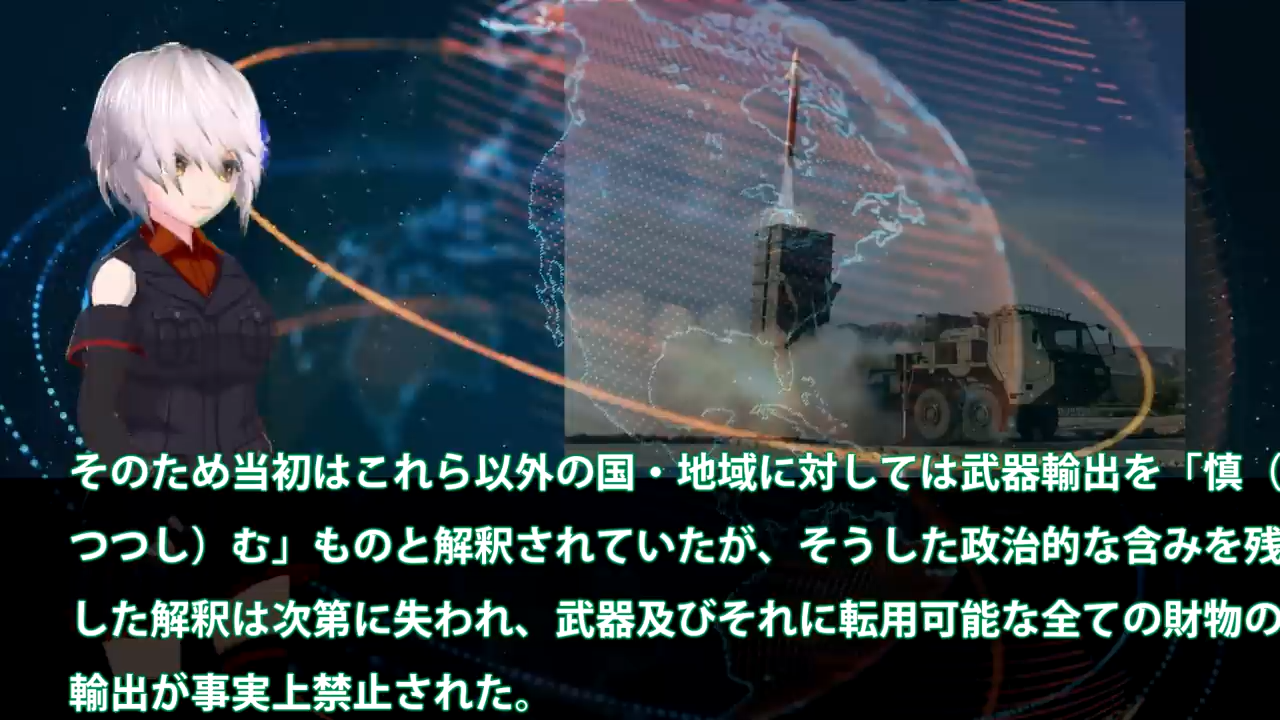 そのため当初はこれら以外の国・地域に対しては武器輸出を「慎（
つつし）む」ものと解釈されていたが、そうした政治的な含みを残
した解釈は次第に失われ、武器及びそれに転用可能な全ての財物の
輸出が事実上禁止された。